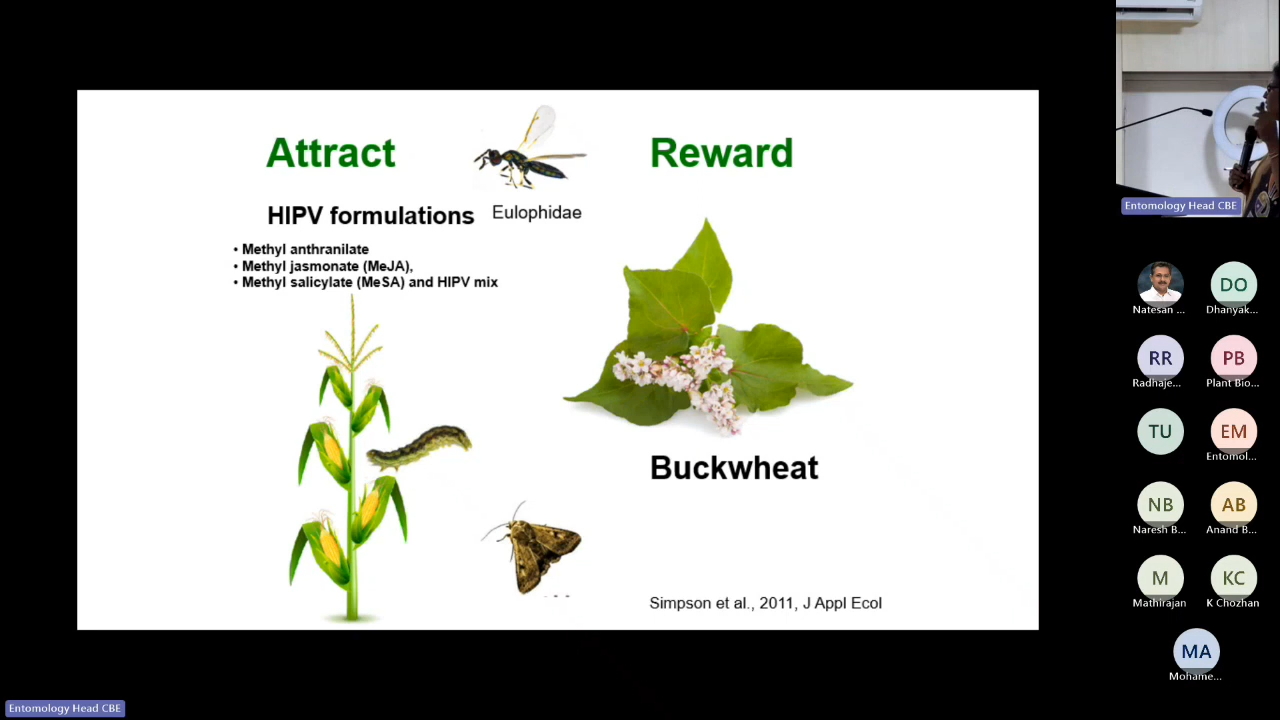 Attract
Reward
HIPV formulations
Eulophidae
• Methyl anthranilate
• Methyl jasmonate (MeJA),
• Methyl salicylate (MeSA) and HIPV mix
Buckwheat
Simpson et al., 2011, J Appl Ecol
Entomology Head CBE
Natesan ...
DO
Dhanyak...
RR
Radhaje...
PB
Plant Bio...
TU
EM
Entomol...
NB
Naresh B...
AB
Anand B...
M
Mathirajan
KC
K Chozhan
MA
Mohame...
Entomology Head CBE